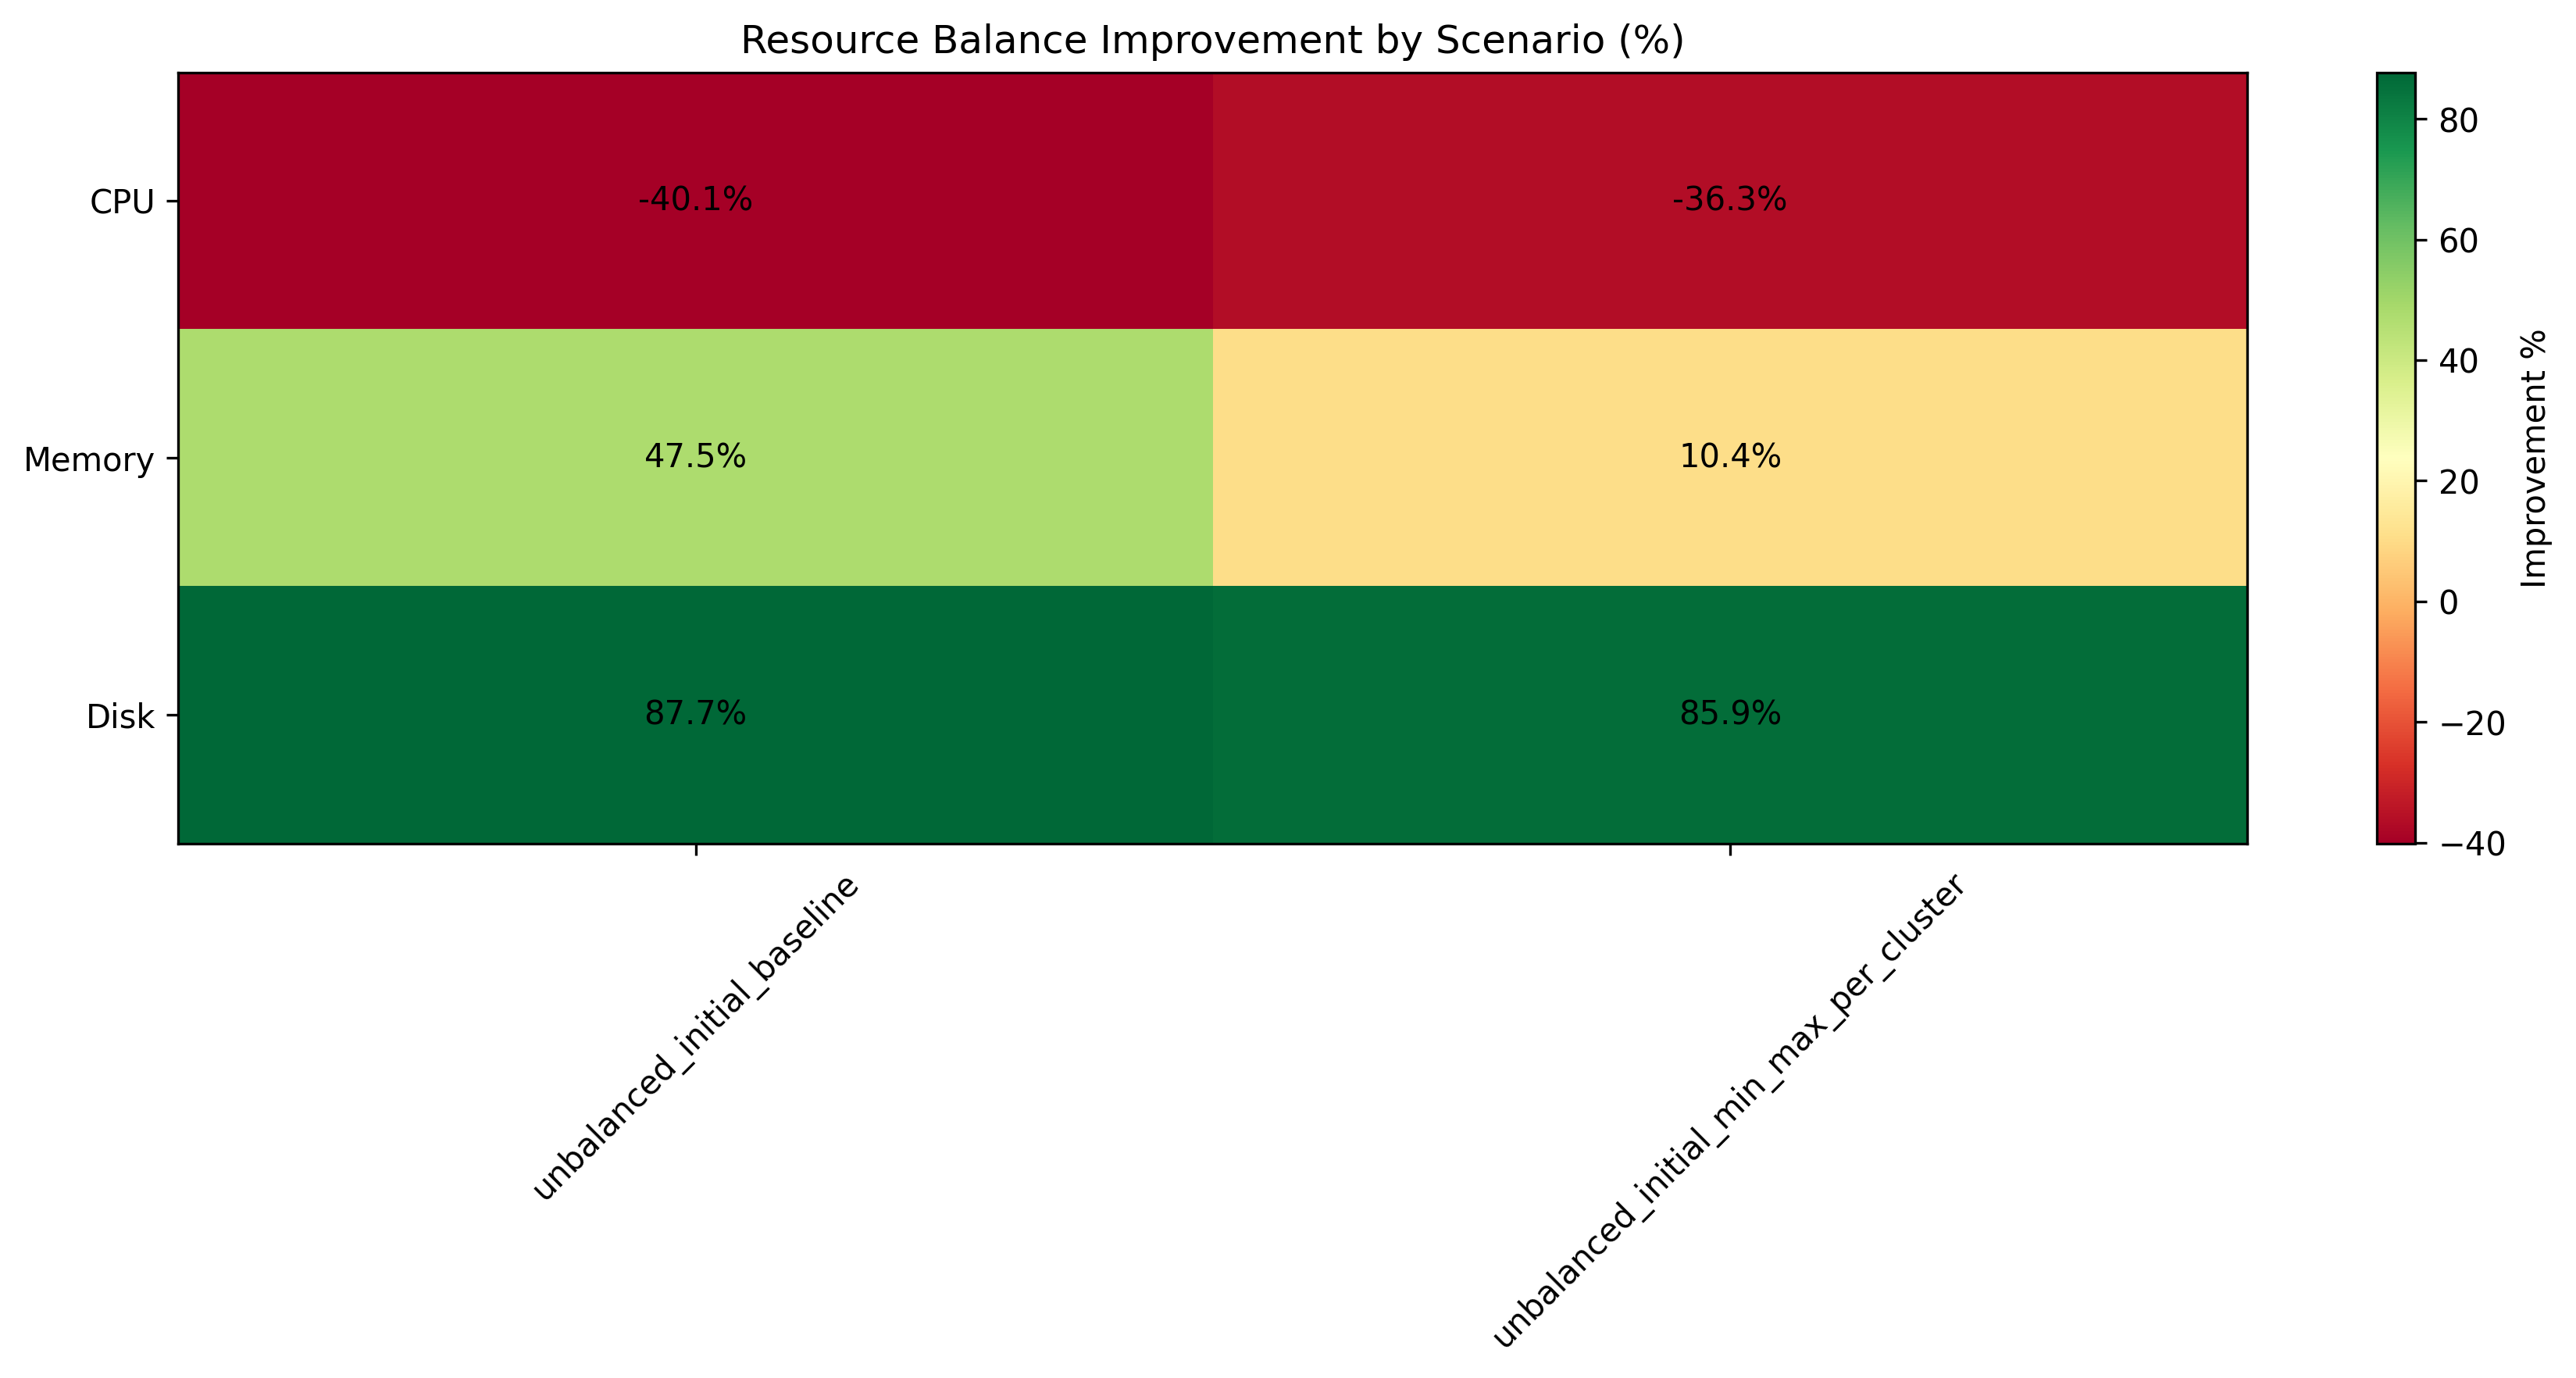 Resource Balance Improvement by Scenario (%)
CPU
-40.1%
-36.3%
Memory
47.5%
10.4%
Disk
87.7%
85.9%
unbalanced_initial_baseline
unbalanced_initial_min_max_per_cluster
80
60
40
20
0
−20
−40
Improvement %